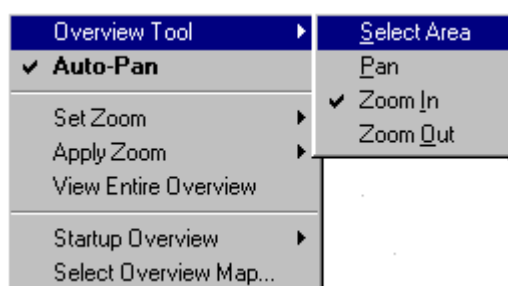 Overview Tool
Auto-Pan
Set Zoom
Apply Zoom
View Entire Overview
Startup Overview
Select Overview Map...
Select Area
Pan
Zoom In
Zoom Out